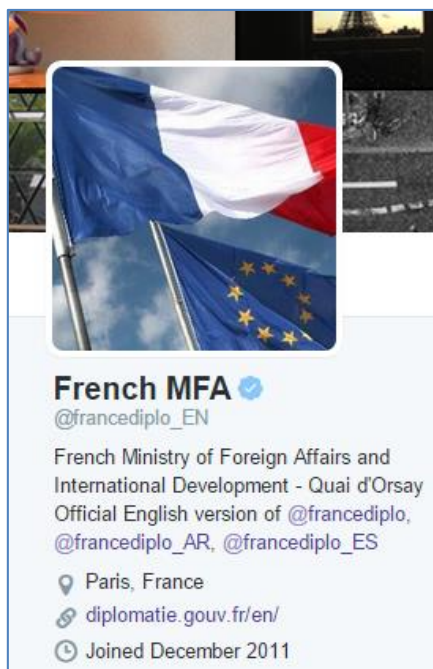 French MFA
@francediplo_EN
French Ministry of Foreign Affairs and
International Development - Quai d'Orsay
Official English version of @francediplo,
@francediplo_AR, @francediplo_ES
Paris, France
diplomatie.gouv.fr/en/
Joined December 2011